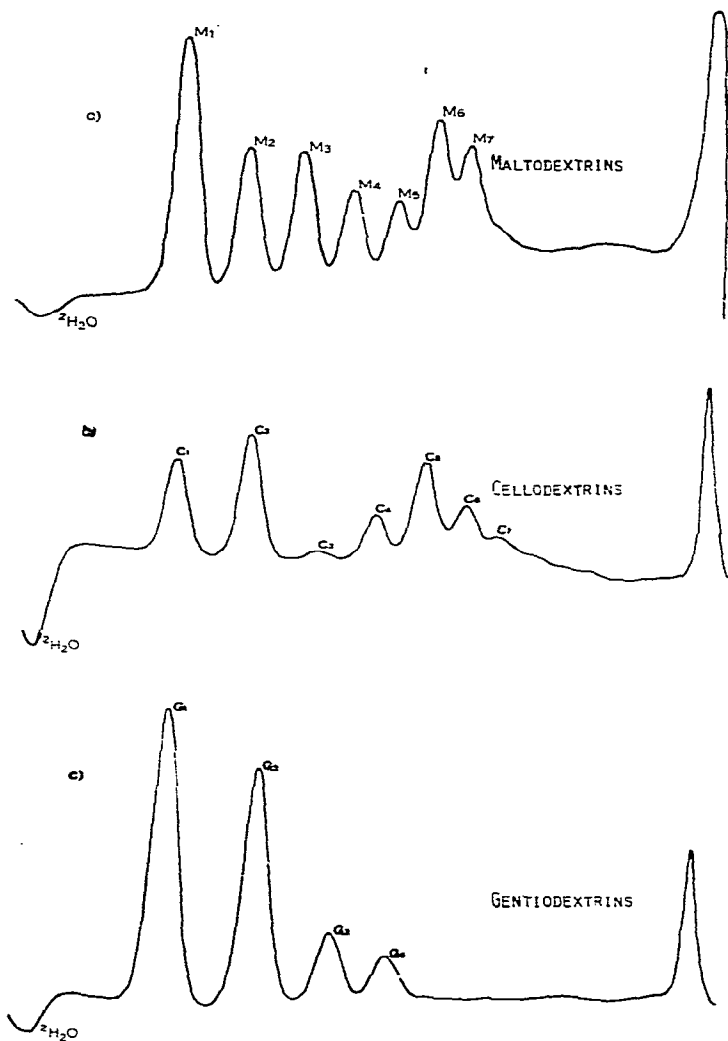 M1
c)
M6
M2
M3
M7
MALTODEXTRINS
M4
M5
²H₂O
C2
C1
C5
CELLODEXTRINS
C6
C4
C7
C3
²H₂O
G1
G2
c)
GENTIODEXTRINS
G3
G4
²H₂O